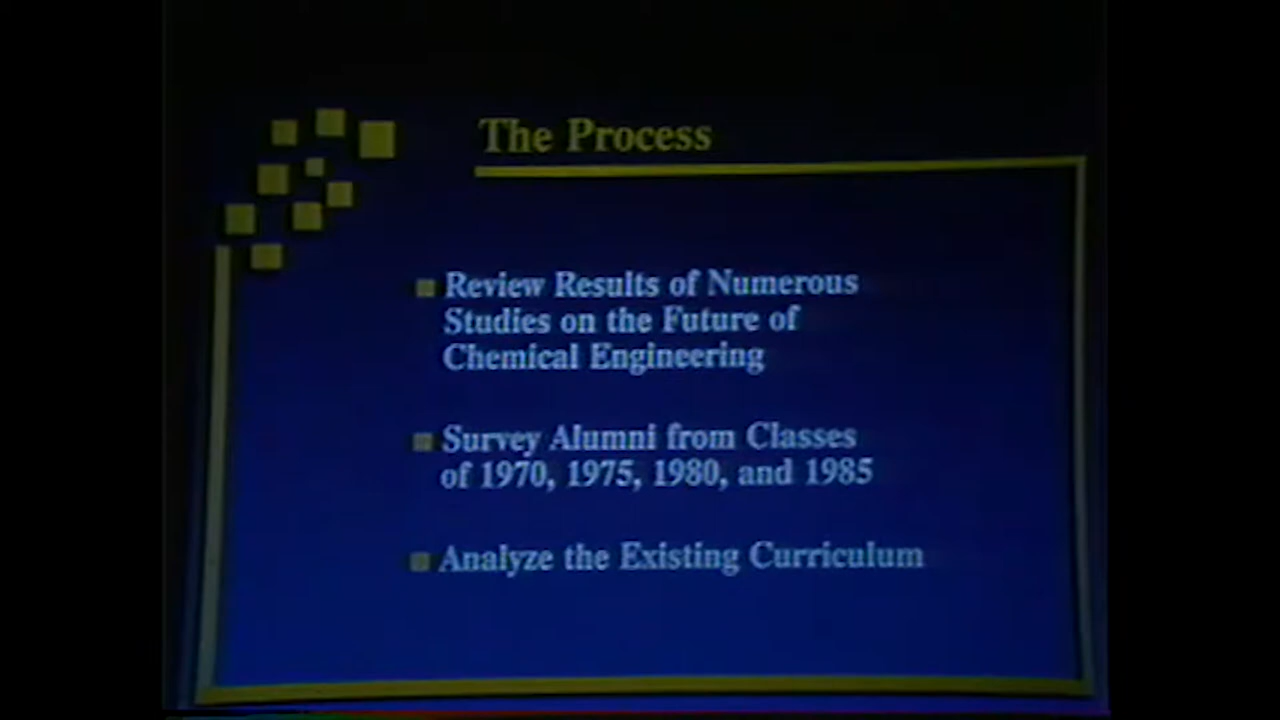 The Process
Review Results of Numerous
Studies on the Future of
Chemical Engineering
Survey Alumni from Classes
of 1970, 1975, 1980, and 1985
Analyze the Existing Curriculum